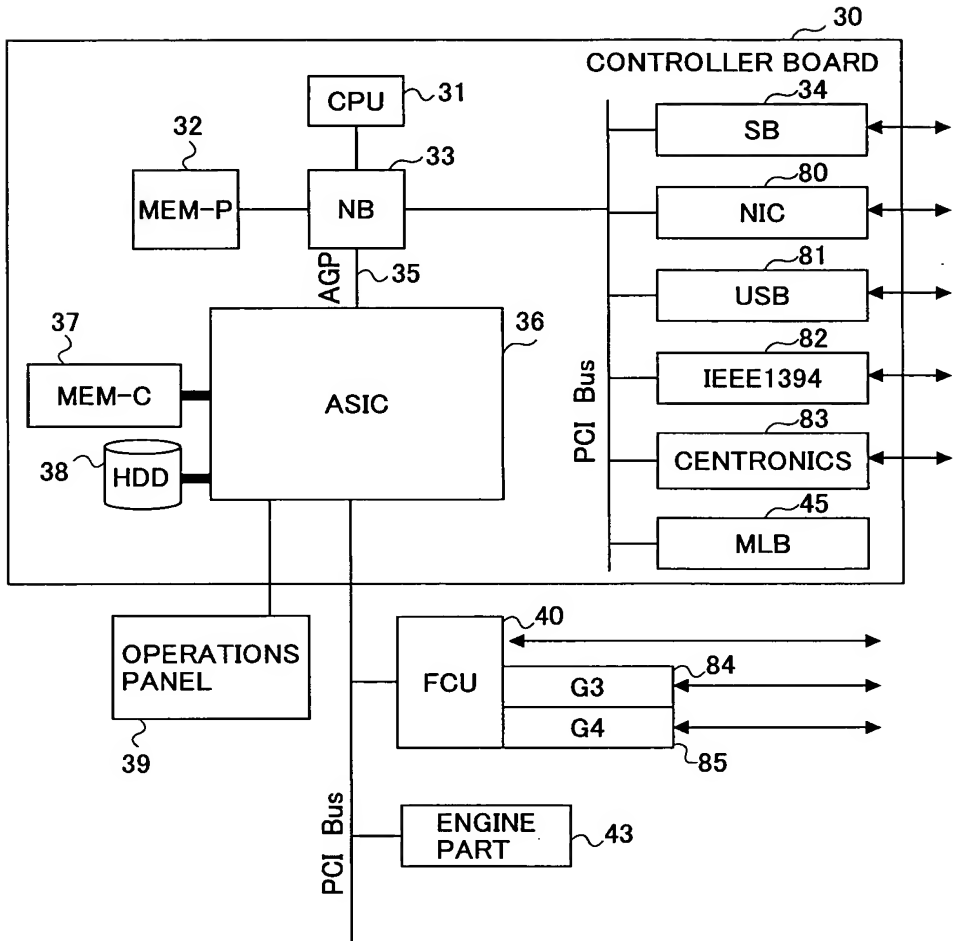 30
CONTROLLER BOARD
CPU
31
34
SB
32
MEM-P
33
NB
80
NIC
AGP
35
81
USB
37
MEM-C
36
ASIC
82
IEEE1394
PCI Bus
83
CENTRONICS
38
HDD
45
MLB
OPERATIONS
PANEL
39
40
FCU
84
G3
G4
85
PCI Bus
ENGINE
PART
43